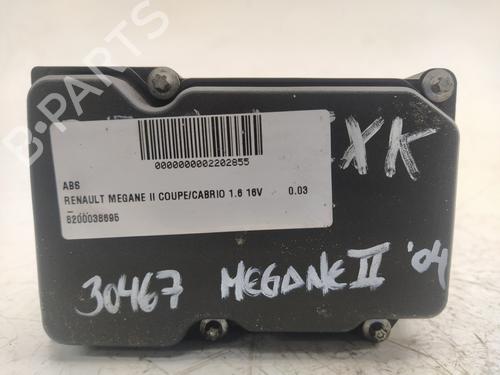 0000000002202855
ABS
RENAULT MEGANE II COUPE/CABRIO 1.6 16V 0.03
8200038695
XK
30467 MEGANE II '04
B-PARTS